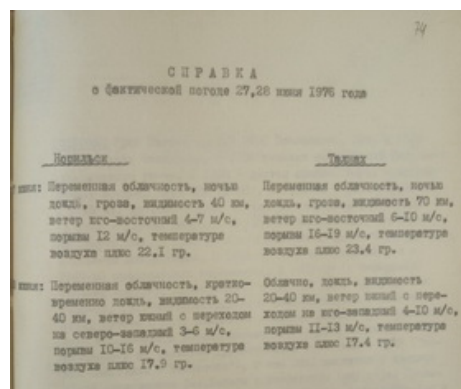 74
СПРАВКА
о фактической погоде 27,28 июня 1976 года
Норильск
июня: Переменная облачность, ночью
дождь, гроза, видимость 40 км,
ветер юго-восточный 4-7 м/с,
порывы 12 м/с, температура
воздуха плюс 22.1 гр.
июня: Переменная облачность, кратко-
временно дождь, видимость 20-
40 км, ветер южный с переходом
на северо-западный 3-6 м/с,
порывы 10-16 м/с, температура
воздуха плюс 17.9 гр.
Талнах
Переменная облачность, ночью
дождь, гроза, видимость 70 км,
ветер юго-восточный 6-10 м/с,
порывы 16-19 м/с, температура
воздуха плюс 23.4 гр.
Облачно, дождь, видимость
20-40 км, ветер южный с пере-
ходом на юго-западный 4-10 м/с,
порывы 11-13 м/с, температура
воздуха плюс 17.4 гр.